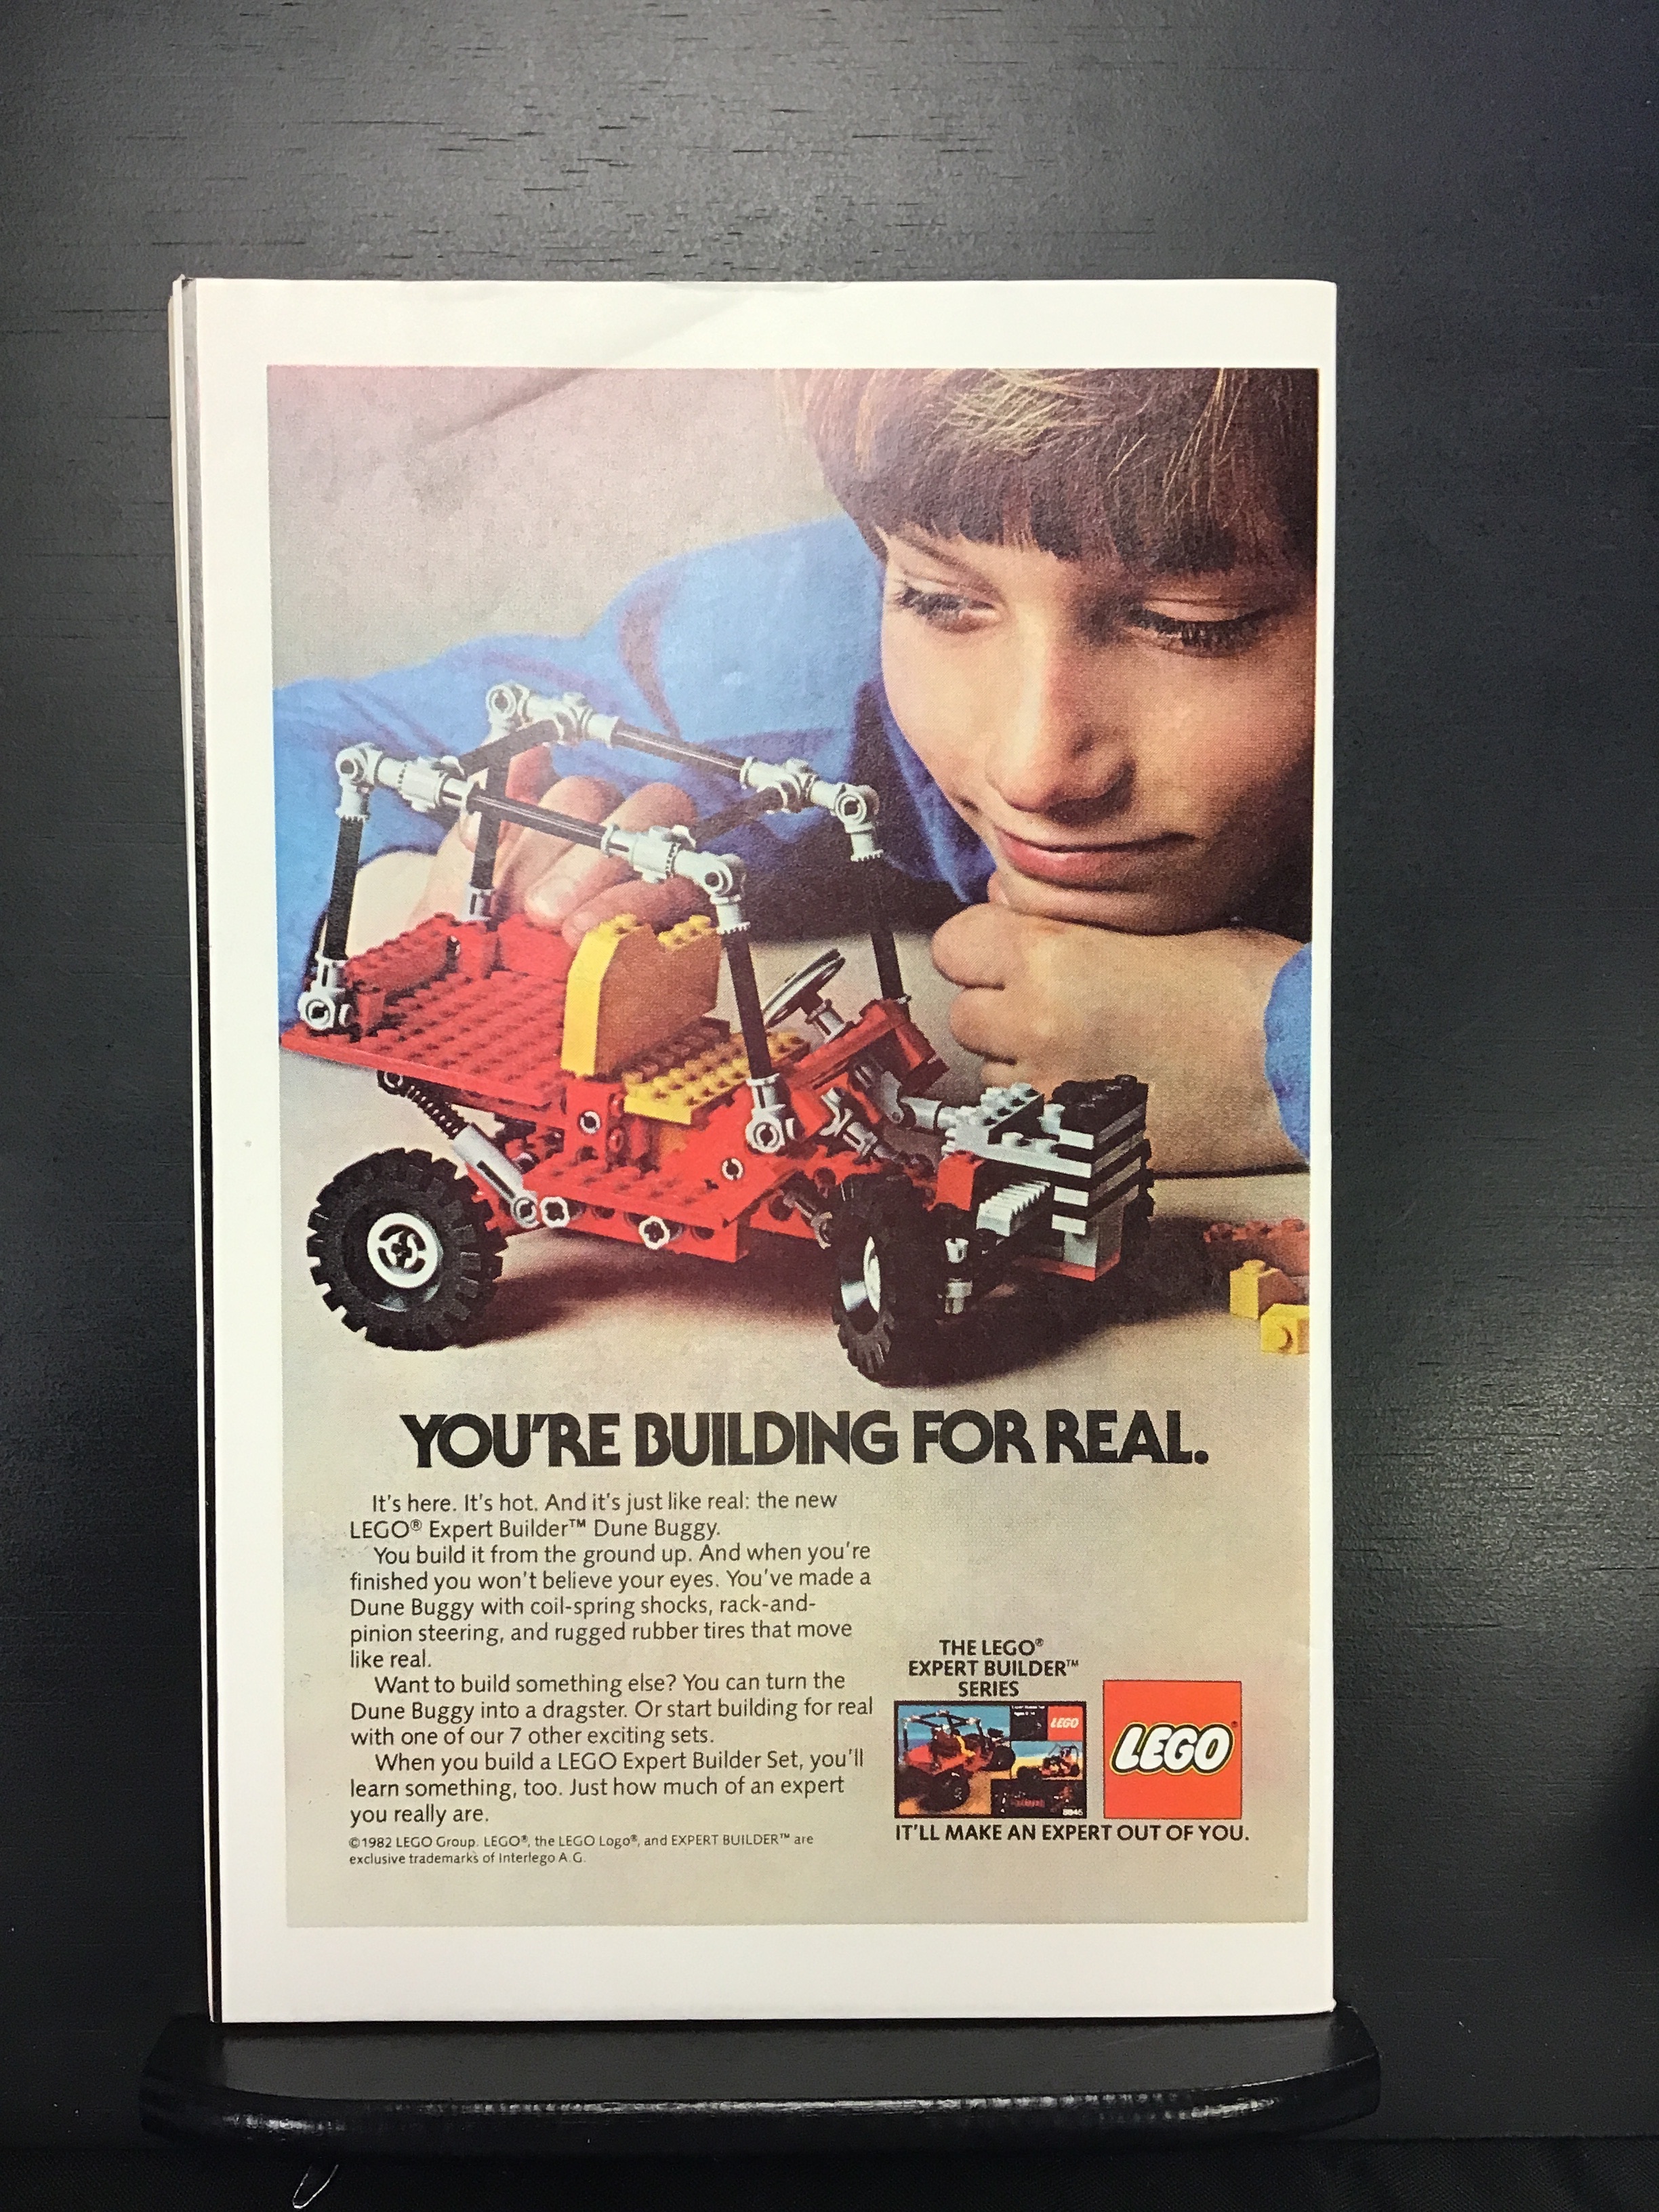 YOU'RE BUILDING FOR REAL.
It's here. It's hot. And it's just like real: the new
LEGO® Expert Builder™ Dune Buggy.
You build it from the ground up. And when you're
finished you won't believe your eyes. You've made a
Dune Buggy with coil-spring shocks, rack-and-
pinion steering, and rugged rubber tires that move
like real.
Want to build something else? You can turn the
Dune Buggy into a dragster. Or start building for real
with one of our 7 other exciting sets.
When you build a LEGO Expert Builder Set, you'll
learn something, too. Just how much of an expert
you really are.
©1982 LEGO Group. LEGO®, the LEGO Logo®, and EXPERT BUILDER™ are
exclusive trademarks of Interlego A.G.
THE LEGO®
EXPERT BUILDER™
SERIES
LEGO
8845
LEGO®
IT'LL MAKE AN EXPERT OUT OF YOU.